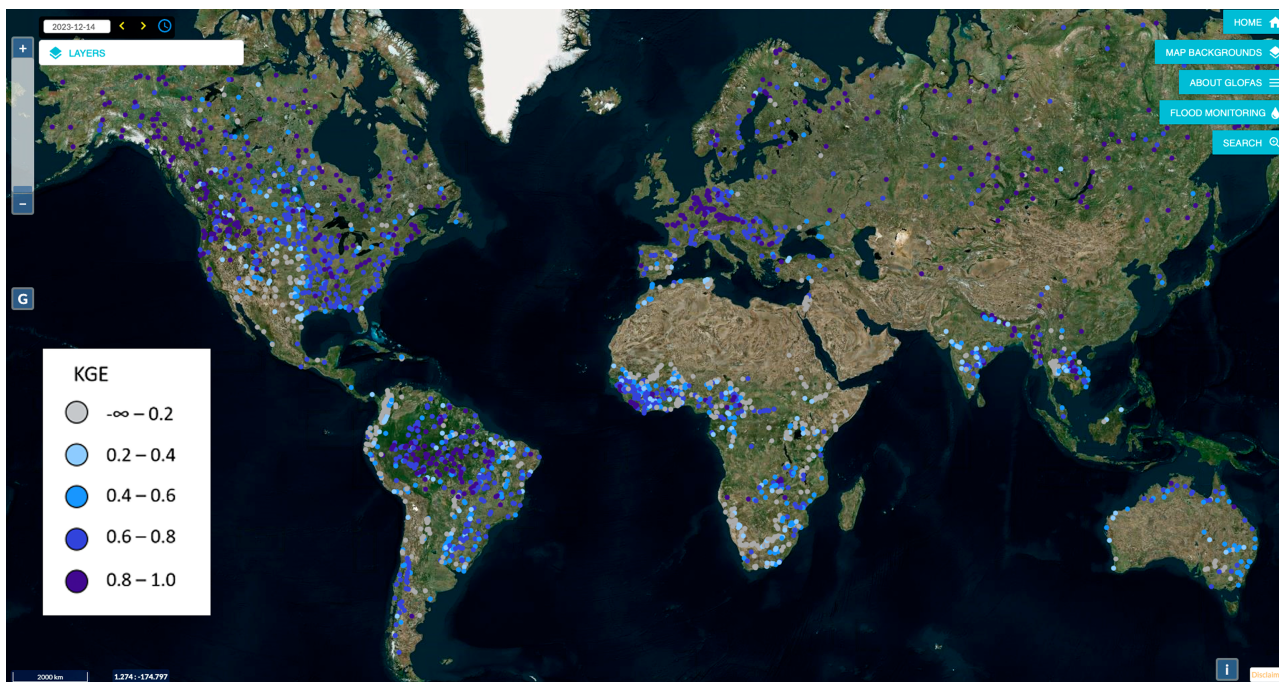 2023-12-14
LAYERS
HOME
MAP BACKGROUNDS
ABOUT GLOFAS
FLOOD MONITORING
SEARCH
+
−
G
KGE
-∞ – 0.2
0.2 – 0.4
0.4 – 0.6
0.6 – 0.8
0.8 – 1.0
2000 km
1.274 : -174.797
i
Disclaim